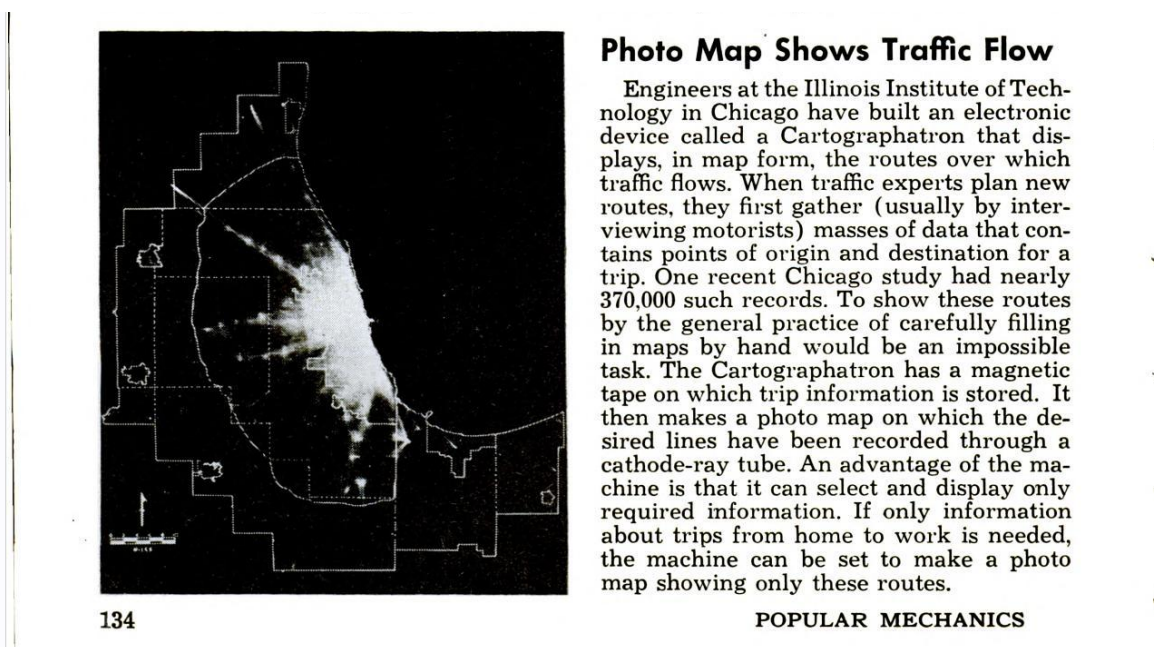 Photo Map Shows Traffic Flow
Engineers at the Illinois Institute of Tech-
nology in Chicago have built an electronic
device called a Cartographatron that dis-
plays, in map form, the routes over which
traffic flows. When traffic experts plan new
routes, they first gather (usually by inter-
viewing motorists) masses of data that con-
tains points of origin and destination for a
trip. One recent Chicago study had nearly
370,000 such records. To show these routes
by the general practice of carefully filling
in maps by hand would be an impossible
task. The Cartographatron has a magnetic
tape on which trip information is stored. It
then makes a photo map on which the de-
sired lines have been recorded through a
cathode-ray tube. An advantage of the ma-
chine is that it can select and display only
required information. If only information
about trips from home to work is needed,
the machine can be set to make a photo
map showing only these routes.
MILES
134
POPULAR MECHANICS